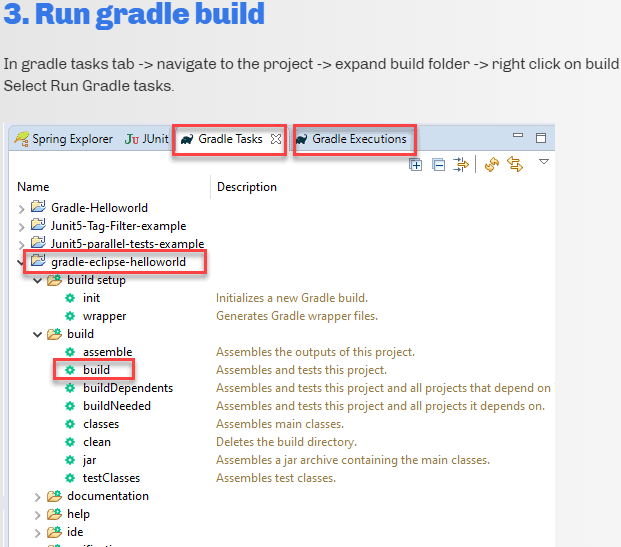 3. Run gradle build
In gradle tasks tab -> navigate to the project -> expand build folder -> right click on build
Select Run Gradle tasks.
Spring Explorer JUnit Gradle Tasks Gradle Executions
Name Description
Gradle-Helloworld
Junit5-Tag-Filter-example
Junit5-parallel-tests-example
gradle-eclipse-helloworld
build setup
init Initializes a new Gradle build.
wrapper Generates Gradle wrapper files.
build
assemble Assembles the outputs of this project.
build Assembles and tests this project.
buildDependents Assembles and tests this project and all projects that depend on
buildNeeded Assembles and tests this project and all projects it depends on.
classes Assembles main classes.
clean Deletes the build directory.
jar Assembles a jar archive containing the main classes.
testClasses Assembles test classes.
documentation
help
ide